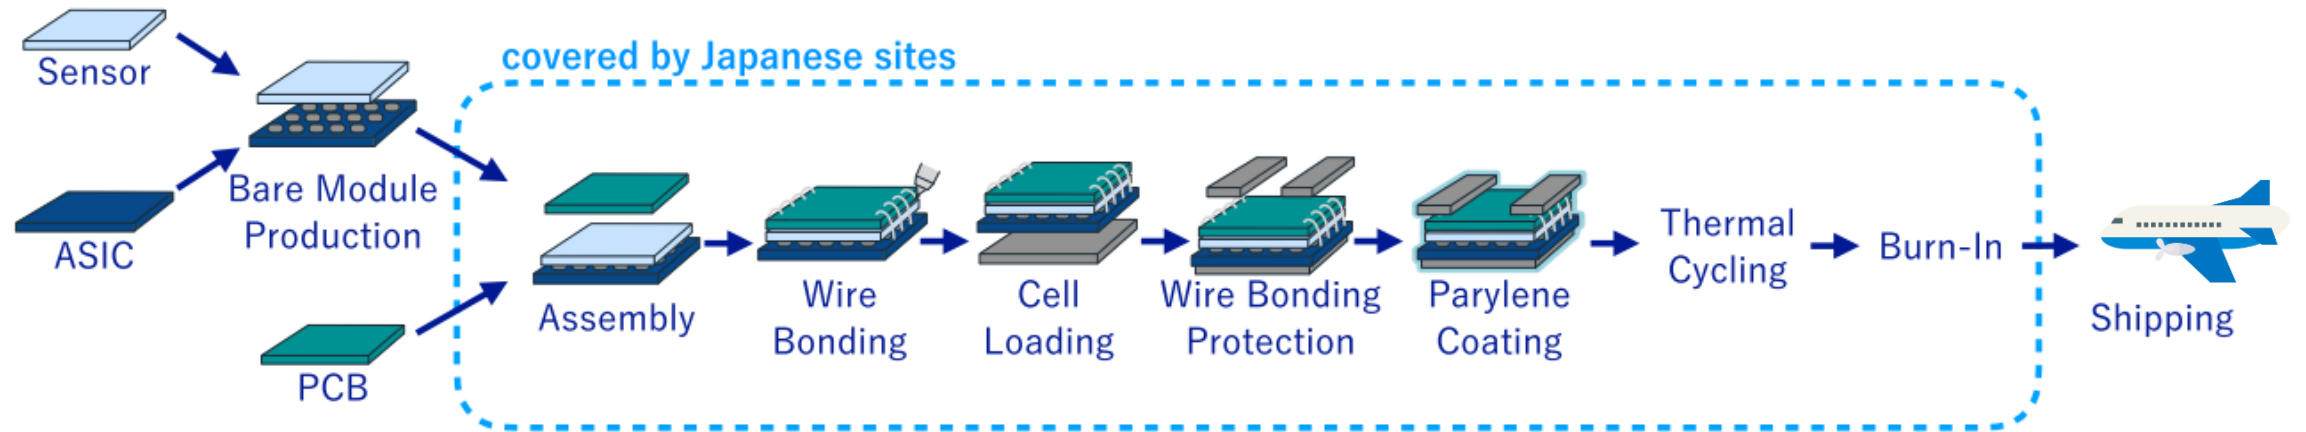 covered by Japanese sites
Sensor
ASIC
Bare Module
Production
PCB
Assembly
Wire
Bonding
Cell
Loading
Wire Bonding
Protection
Parylene
Coating
Thermal
Cycling
Burn-In
Shipping